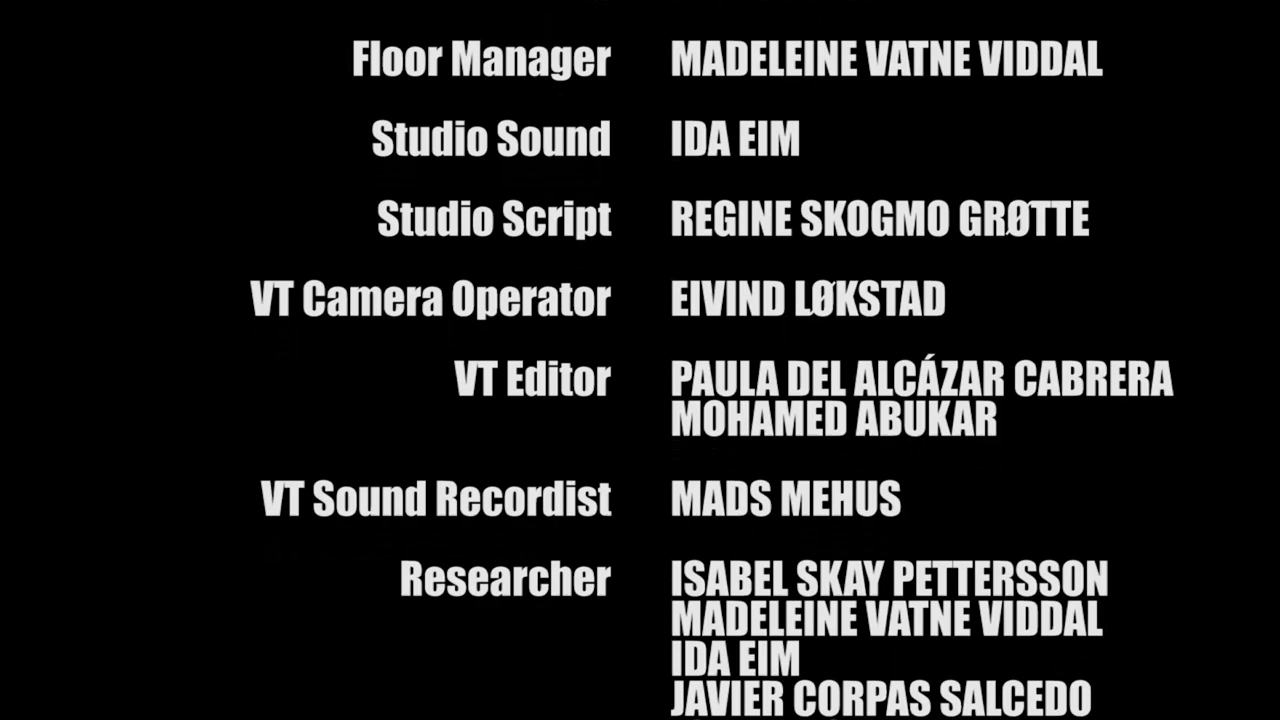 Floor Manager MADELEINE VATNE VIDDAL
Studio Sound IDA EIM
Studio Script REGINE SKOGMO GRØTTE
VT Camera Operator EIVIND LØKSTAD
VT Editor PAULA DEL ALCÁZAR CABRERA
MOHAMED ABUKAR
VT Sound Recordist MADS MEHUS
Researcher ISABEL SKAY PETTERSSON
MADELEINE VATNE VIDDAL
IDA EIM
JAVIER CORPAS SALCEDO